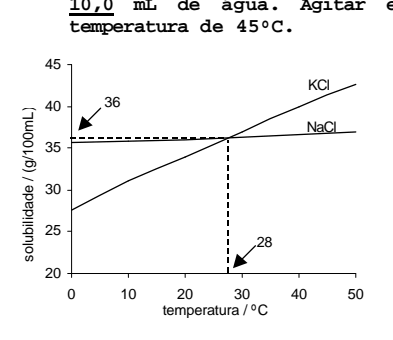 10,0 mL de água. Agitar e
temperatura de 45ºC.
45
40
35
30
25
20
solubilidade / (g/100mL)
36
KCl
NaCl
28
0 10 20 30 40 50
temperatura / ºC